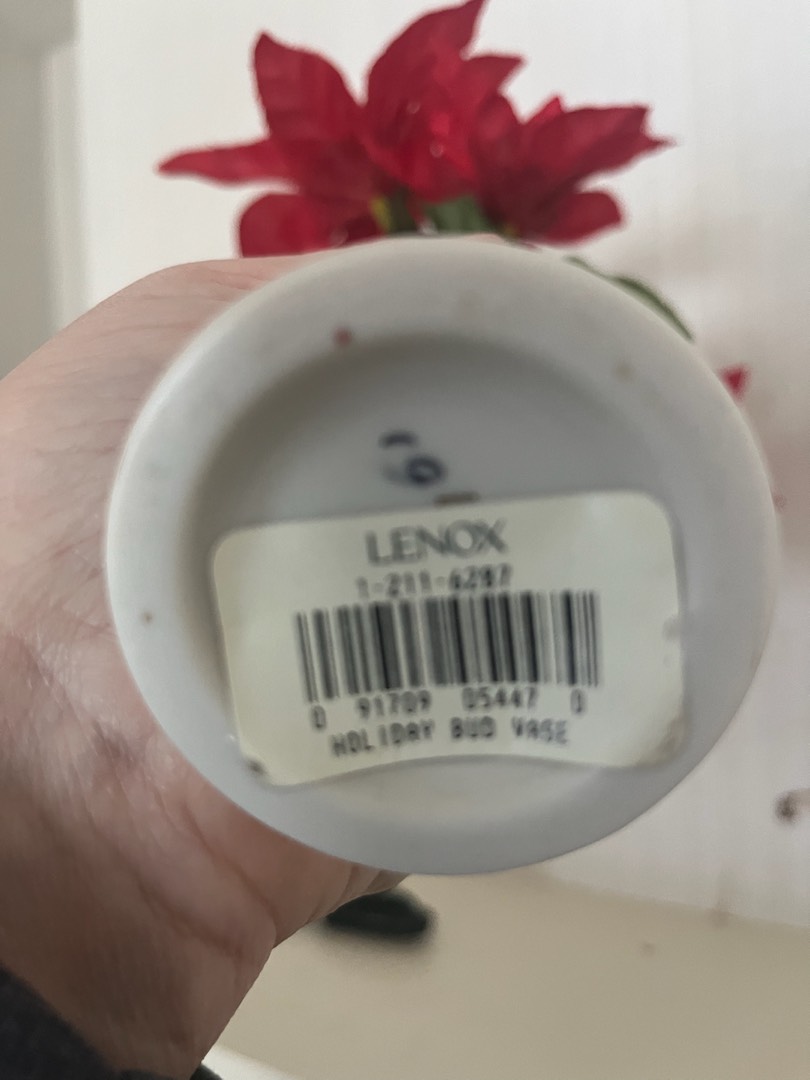 LENOX
1-211-6287
0 91709 05447 0
HOLIDAY BUD VASE